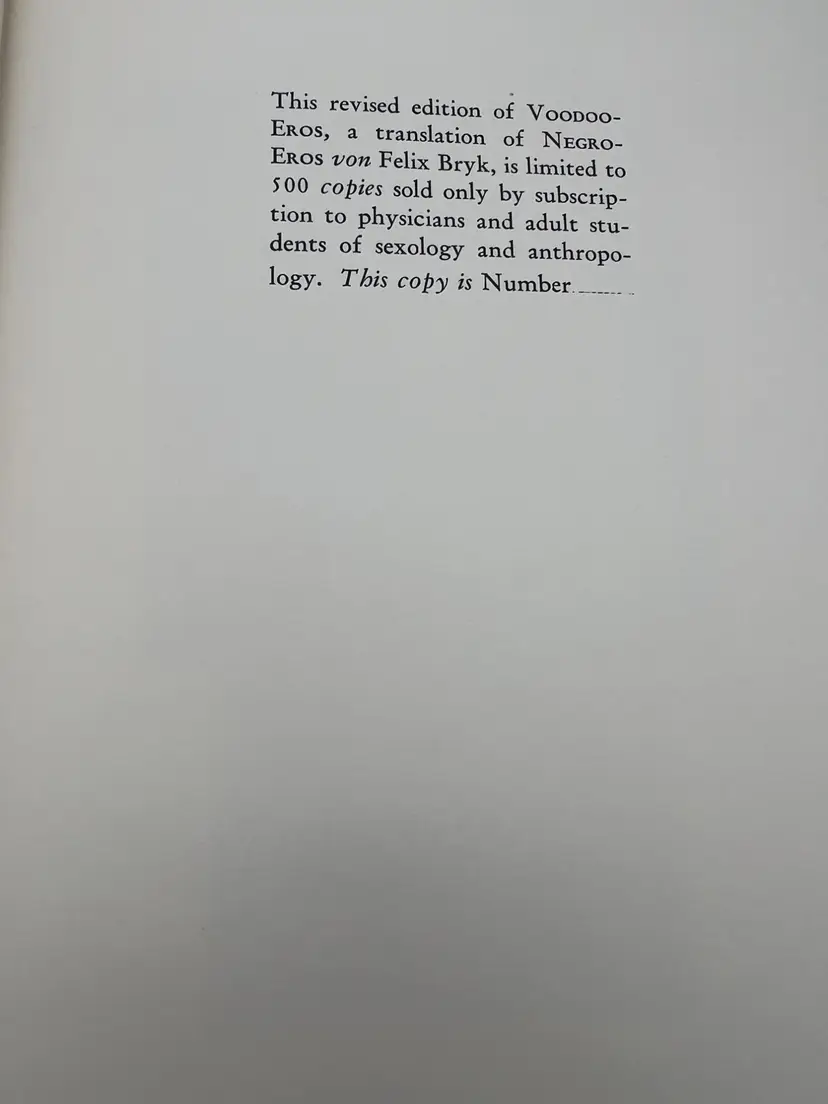 This revised edition of VOODOO-
EROS, a translation of NEGRO-
EROS von Felix Bryk, is limited to
500 copies sold only by subscrip-
tion to physicians and adult stu-
dents of sexology and anthropo-
logy. This copy is Number